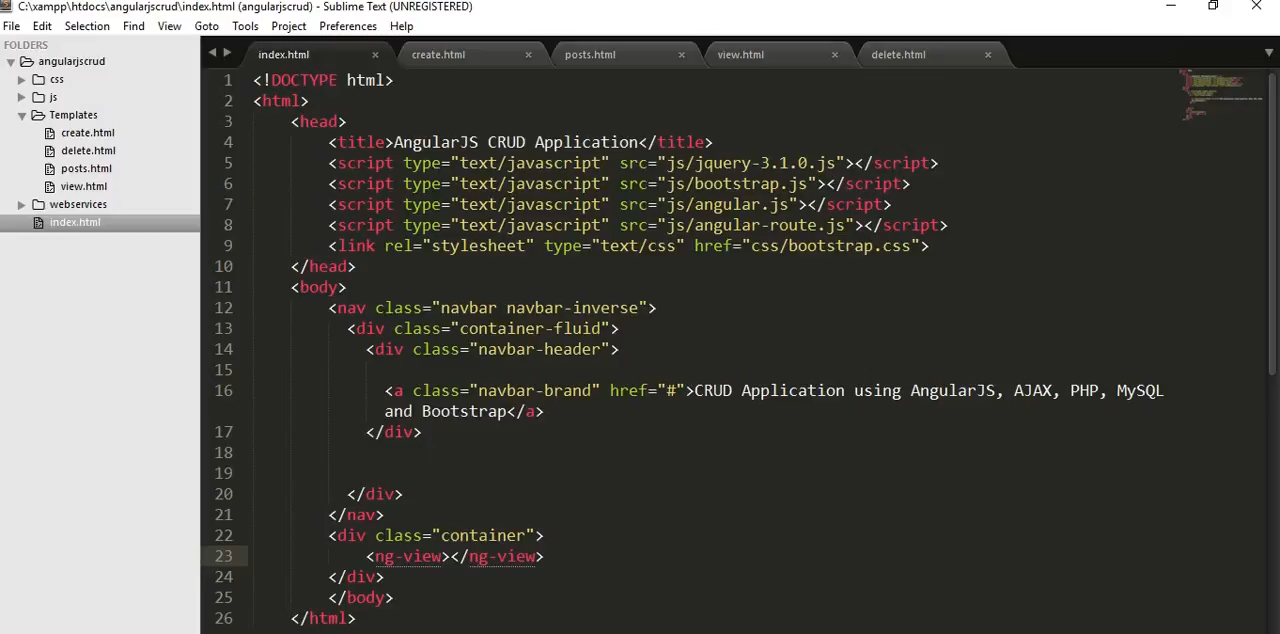 C:\xampp\htdocs\angularjscrud\index.html (angularjscrud) - Sublime Text (UNREGISTERED)
File Edit Selection Find View Goto Tools Project Preferences Help
FOLDERS
angularjscrud
css
js
Templates
create.html
delete.html
posts.html
view.html
webservices
index.html
index.html × create.html × posts.html × view.html × delete.html ×
1 <!DOCTYPE html>
2 <html>
3 <head>
4 <title>AngularJS CRUD Application</title>
5 <script type="text/javascript" src="js/jquery-3.1.0.js"></script>
6 <script type="text/javascript" src="js/bootstrap.js"></script>
7 <script type="text/javascript" src="js/angular.js"></script>
8 <script type="text/javascript" src="js/angular-route.js"></script>
9 <link rel="stylesheet" type="text/css" href="css/bootstrap.css">
10 </head>
11 <body>
12 <nav class="navbar navbar-inverse">
13 <div class="container-fluid">
14 <div class="navbar-header">
15
16 <a class="navbar-brand" href="#">CRUD Application using AngularJS, AJAX, PHP, MySQL
and Bootstrap</a>
17 </div>
18
19
20 </div>
21 </nav>
22 <div class="container">
23 <ng-view></ng-view>
24 </div>
25 </body>
26 </html>